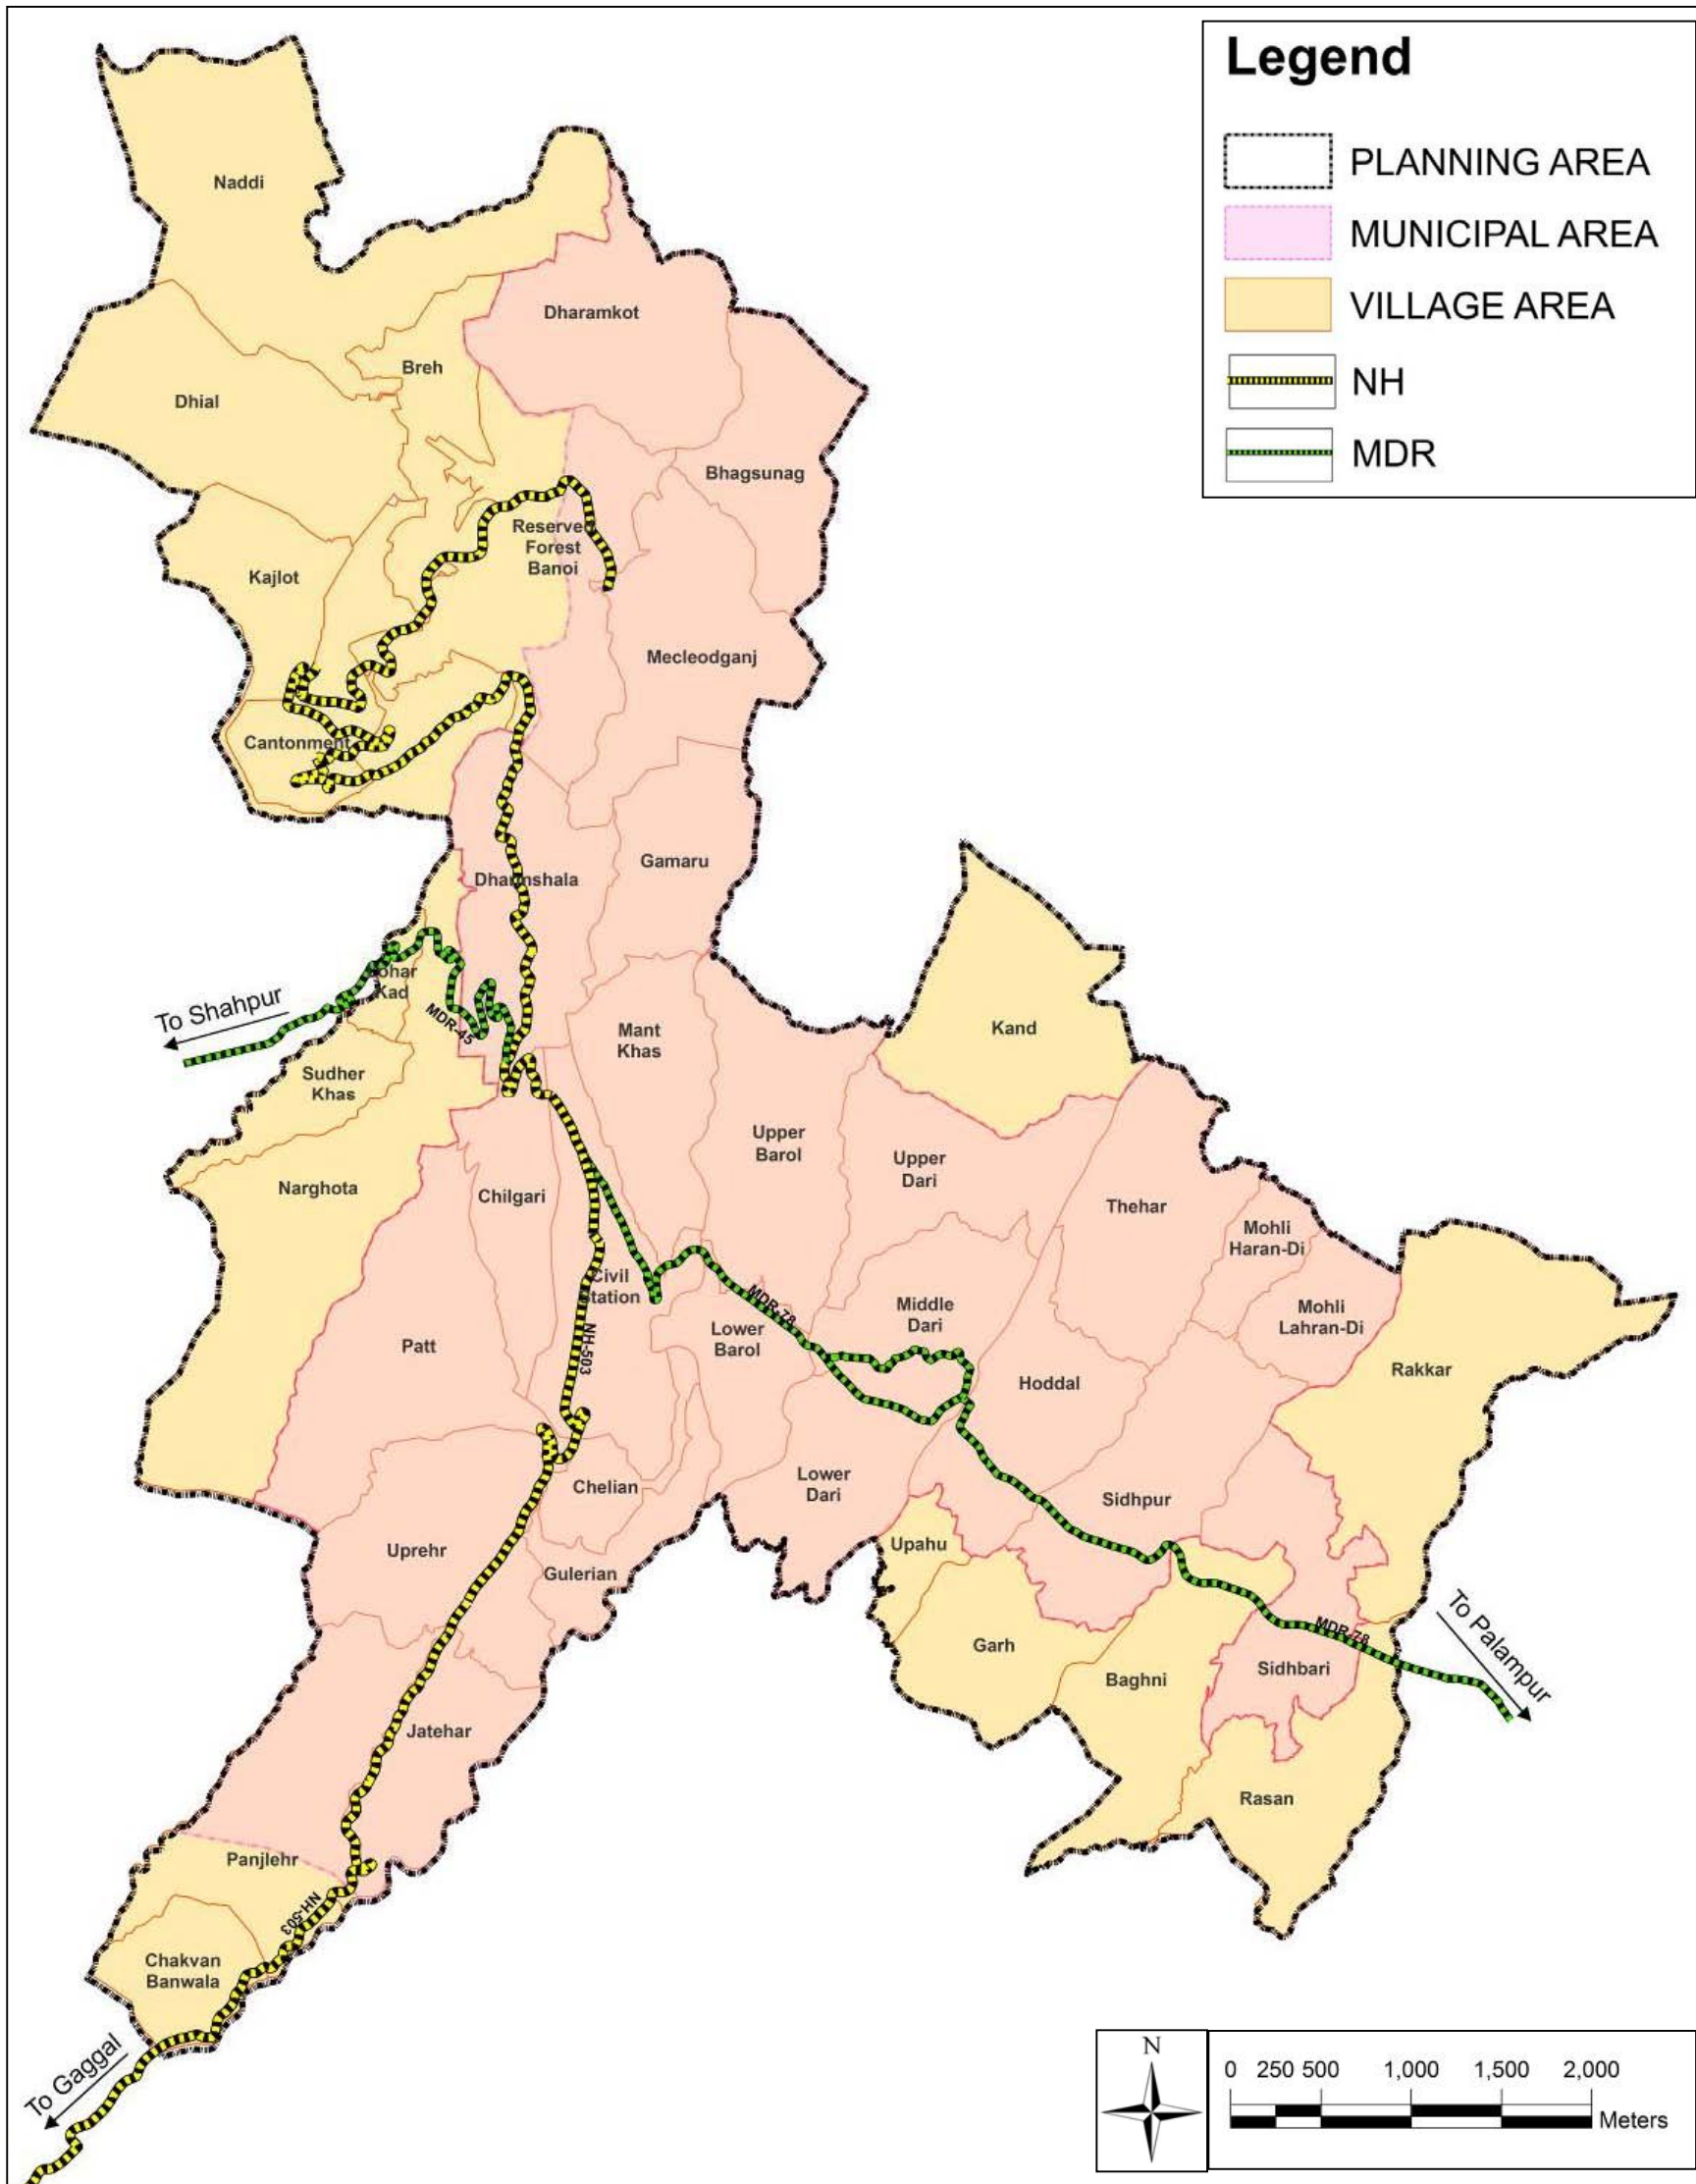 Legend
PLANNING AREA
MUNICIPAL AREA
VILLAGE AREA
NH
MDR
Naddi
Dharamkot
Breh
Dhial
Bhagsunag
Reserved
Forest
Banoi
Kajlot
Mecleodganj
Cantonment
Gamaru
Dharmshala
Kad
To Shahpur
MDR-45
Kand
Mant
Khas
Sudher
Khas
Upper
Barol
Upper
Dari
Narghota
Chilgari
Thehar
Mohli
Haran-Di
Civil
Station
MDR-78
Middle
Dari
Mohli
Lahran-Di
Lower
Barol
NH-503
Patt
Rakkar
Hoddal
Chelian
Lower
Dari
Sidhpur
Uprehr
Upahu
Gulerian
To Palampur
MDR-78
Garh
Sidhbari
Baghni
Jatehar
Rasan
Panjlehr
NH-503
Chakvan
Banwala
To Gaggal
N
0 250 500 1,000 1,500 2,000
Meters